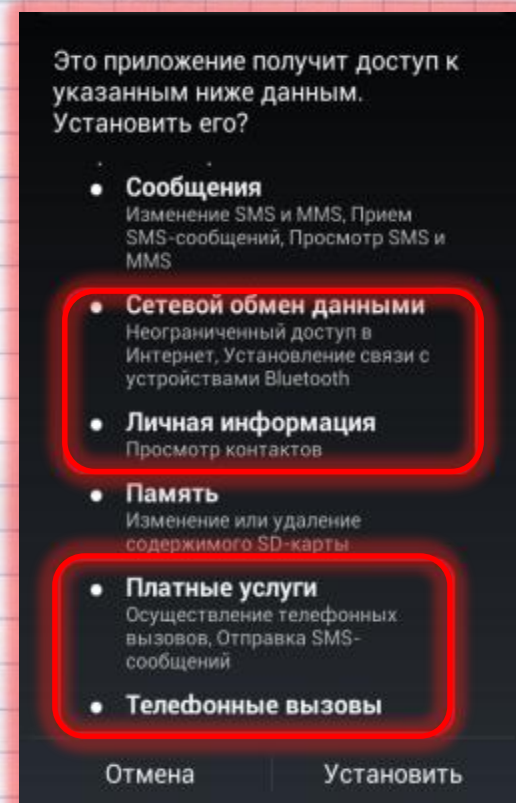 Это приложение получит доступ к
указанным ниже данным.
Установить его?
Сообщения
Изменение SMS и MMS, Прием
SMS-сообщений, Просмотр SMS и
MMS
Сетевой обмен данными
Неограниченный доступ в
Интернет, Установление связи с
устройствами Bluetooth
Личная информация
Просмотр контактов
Память
Изменение или удаление
содержимого SD-карты
Платные услуги
Осуществление телефонных
вызовов, Отправка SMS-
сообщений
Телефонные вызовы
Отмена
Установить